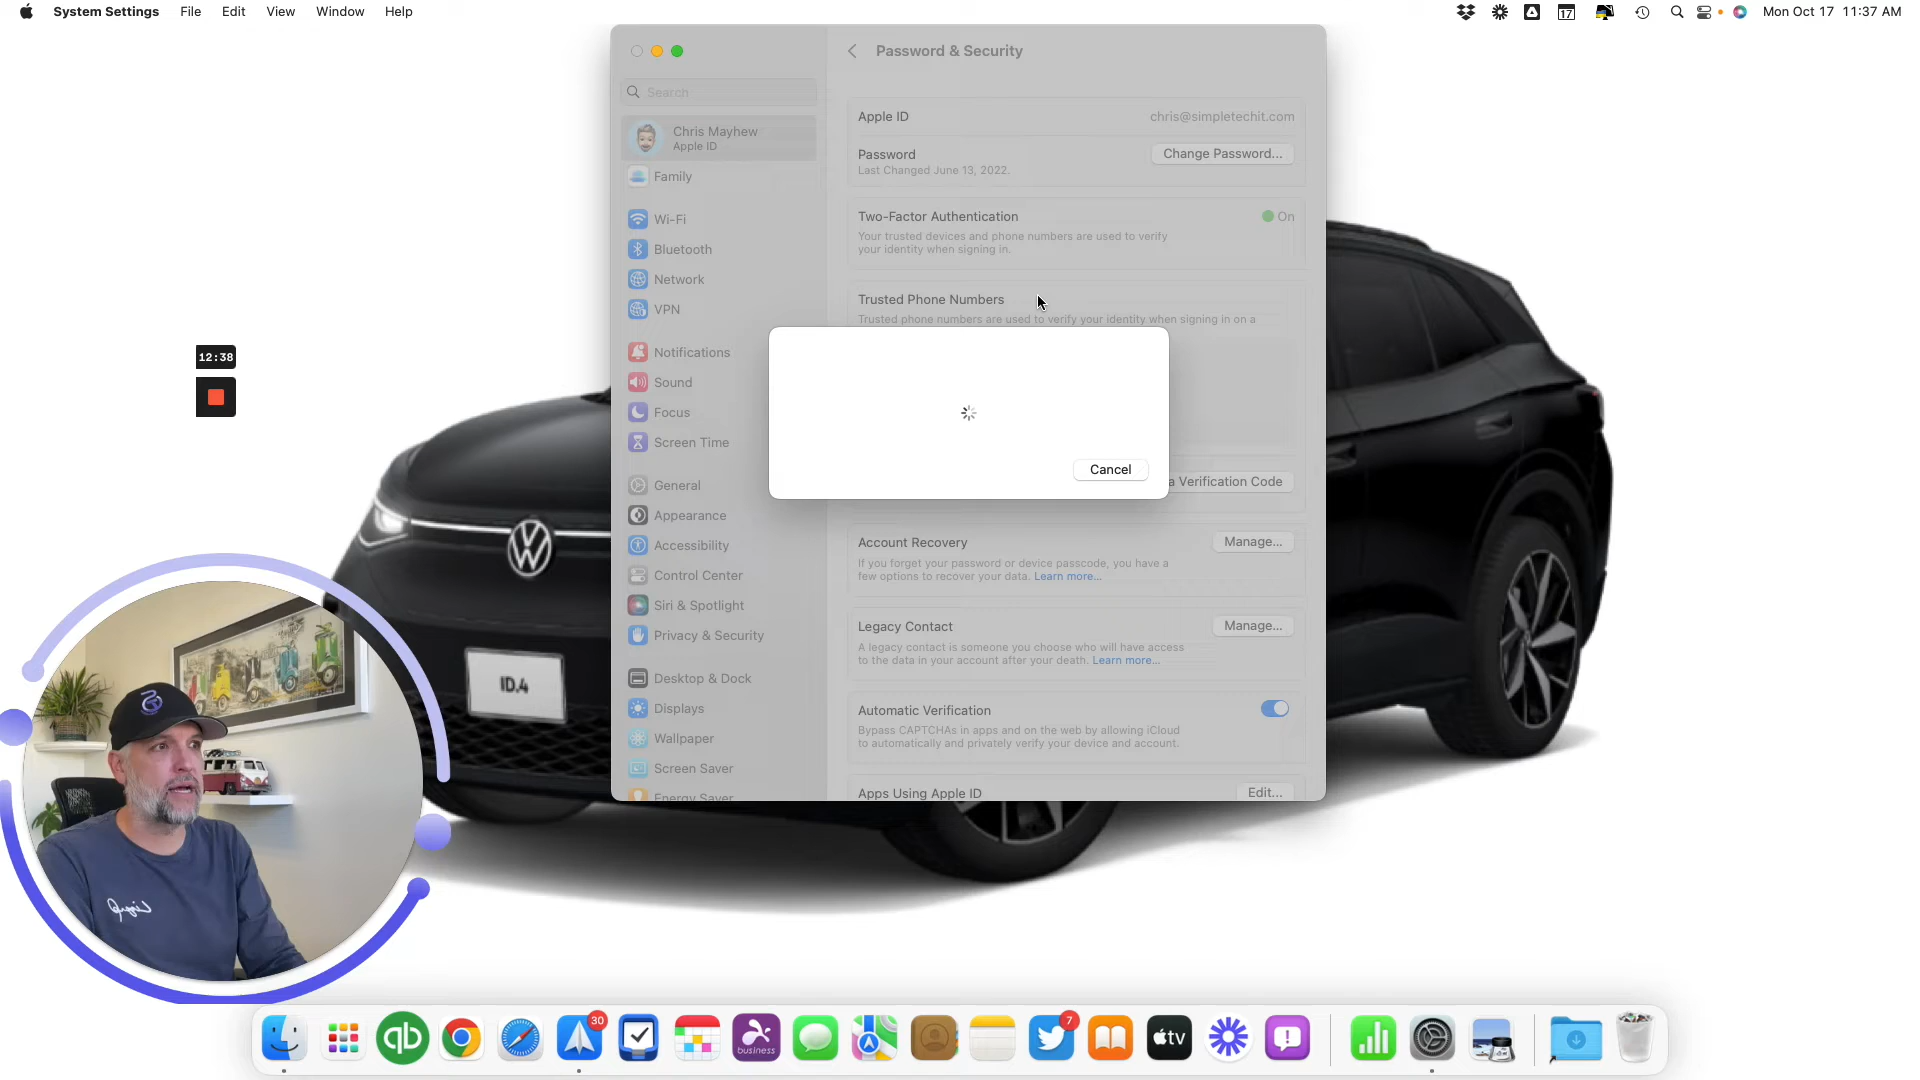 System Settings File Edit View Window Help
17 Mon Oct 17 11:37 AM
Password & Security
Search
Chris Mayhew
Apple ID
Family
Wi-Fi
Bluetooth
Network
VPN
Notifications
Sound
Focus
Screen Time
General
Appearance
Accessibility
Control Center
Siri & Spotlight
Privacy & Security
Desktop & Dock
Displays
Wallpaper
Screen Saver
Energy Saver
Apple ID chris@simpletechit.com
Password Change Password...
Last Changed June 13, 2022.
Two-Factor Authentication On
Your trusted devices and phone numbers are used to verify
your identity when signing in.
Trusted Phone Numbers
Trusted phone numbers are used to verify your identity when signing in on a
Cancel
a Verification Code
Account Recovery Manage...
If you forget your password or device passcode, you have a
few options to recover your data. Learn more...
Legacy Contact Manage...
A legacy contact is someone you choose who will have access
to the data in your account after your death. Learn more...
Automatic Verification
Bypass CAPTCHAs in apps and on the web by allowing iCloud
to automatically and privately verify your device and account.
Apps Using Apple ID Edit...
12:38
ID.4
30
qb
business
7
tv